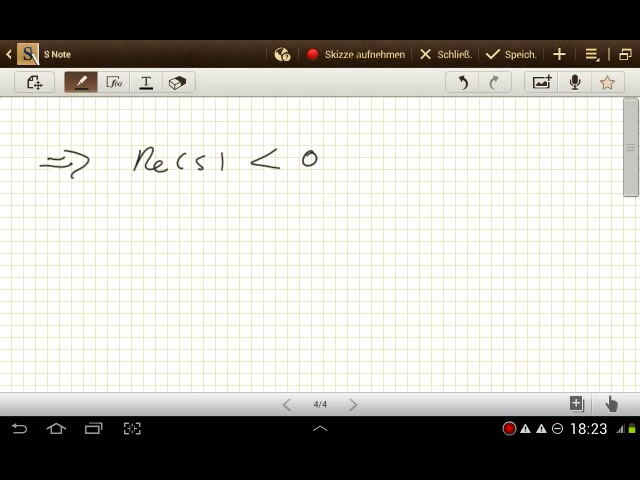 S Note
Skizze aufnehmen
Schließ.
Speich.
f(x)
T
⇒ Re(s) < 0
4/4
18:23